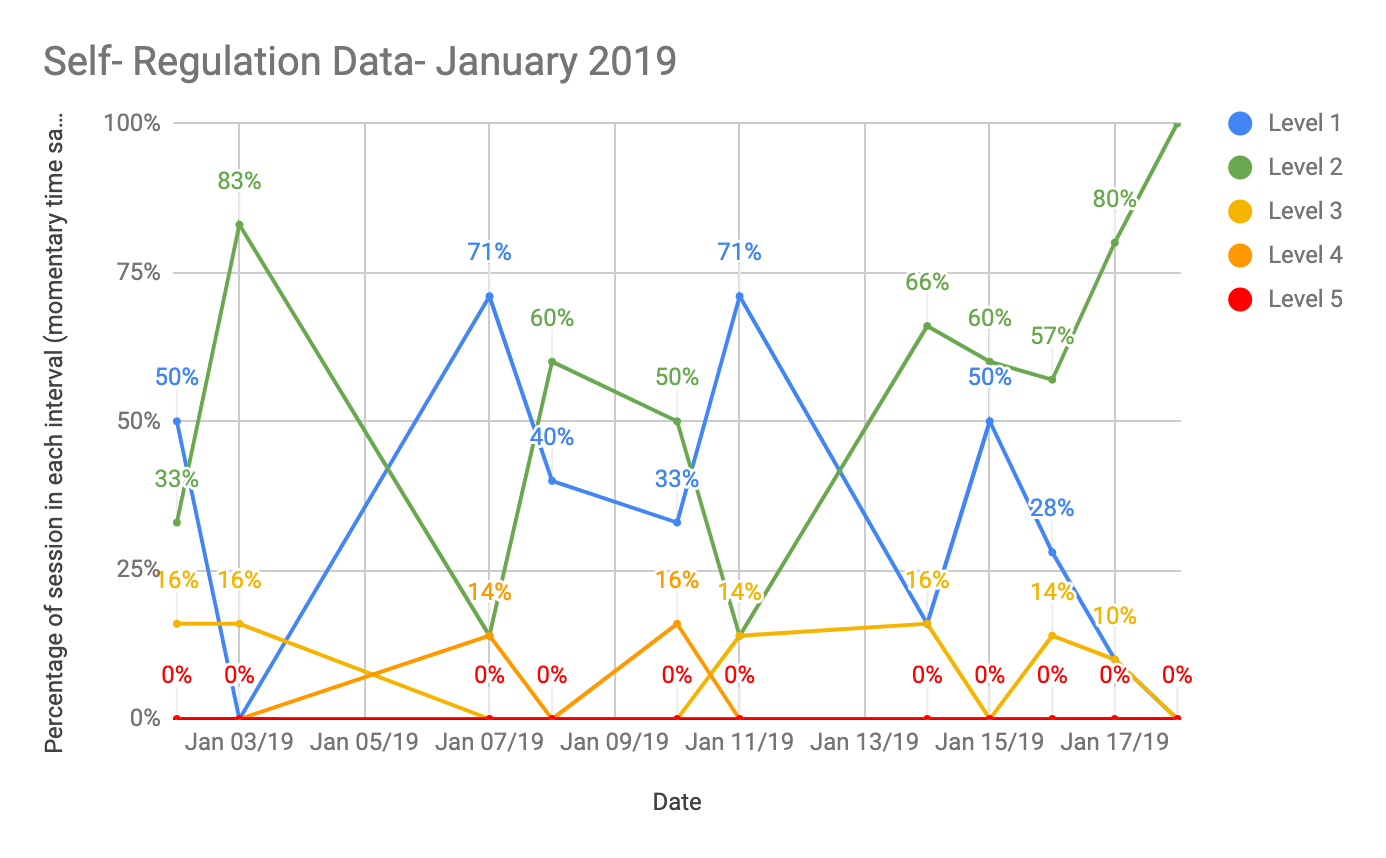 Self- Regulation Data- January 2019
Percentage of session in each interval (momentary time sa...
100%
75%
50%
25%
0%
83%
71%
71%
80%
66%
60%
60%
57%
50%
50%
50%
40%
33%
33%
28%
16%
16%
14%
16%
14%
16%
14%
10%
0%
0%
0%
0%
0%
0%
0%
0%
0%
0%
0%
Jan 03/19
Jan 05/19
Jan 07/19
Jan 09/19
Jan 11/19
Jan 13/19
Jan 15/19
Jan 17/19
Date
Level 1
Level 2
Level 3
Level 4
Level 5